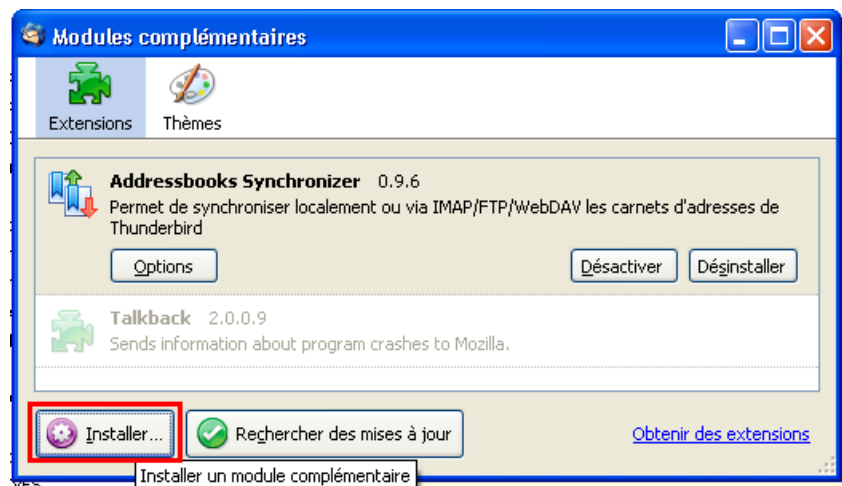 Modules complémentaires
Extensions
Thèmes
Addressbooks Synchronizer 0.9.6
Permet de synchroniser localement ou via IMAP/FTP/WebDAV les carnets d'adresses de
Thunderbird
Options
Désactiver
Désinstaller
Talkback 2.0.0.9
Sends information about program crashes to Mozilla.
Installer...
Rechercher des mises à jour
Obtenir des extensions
Installer un module complémentaire